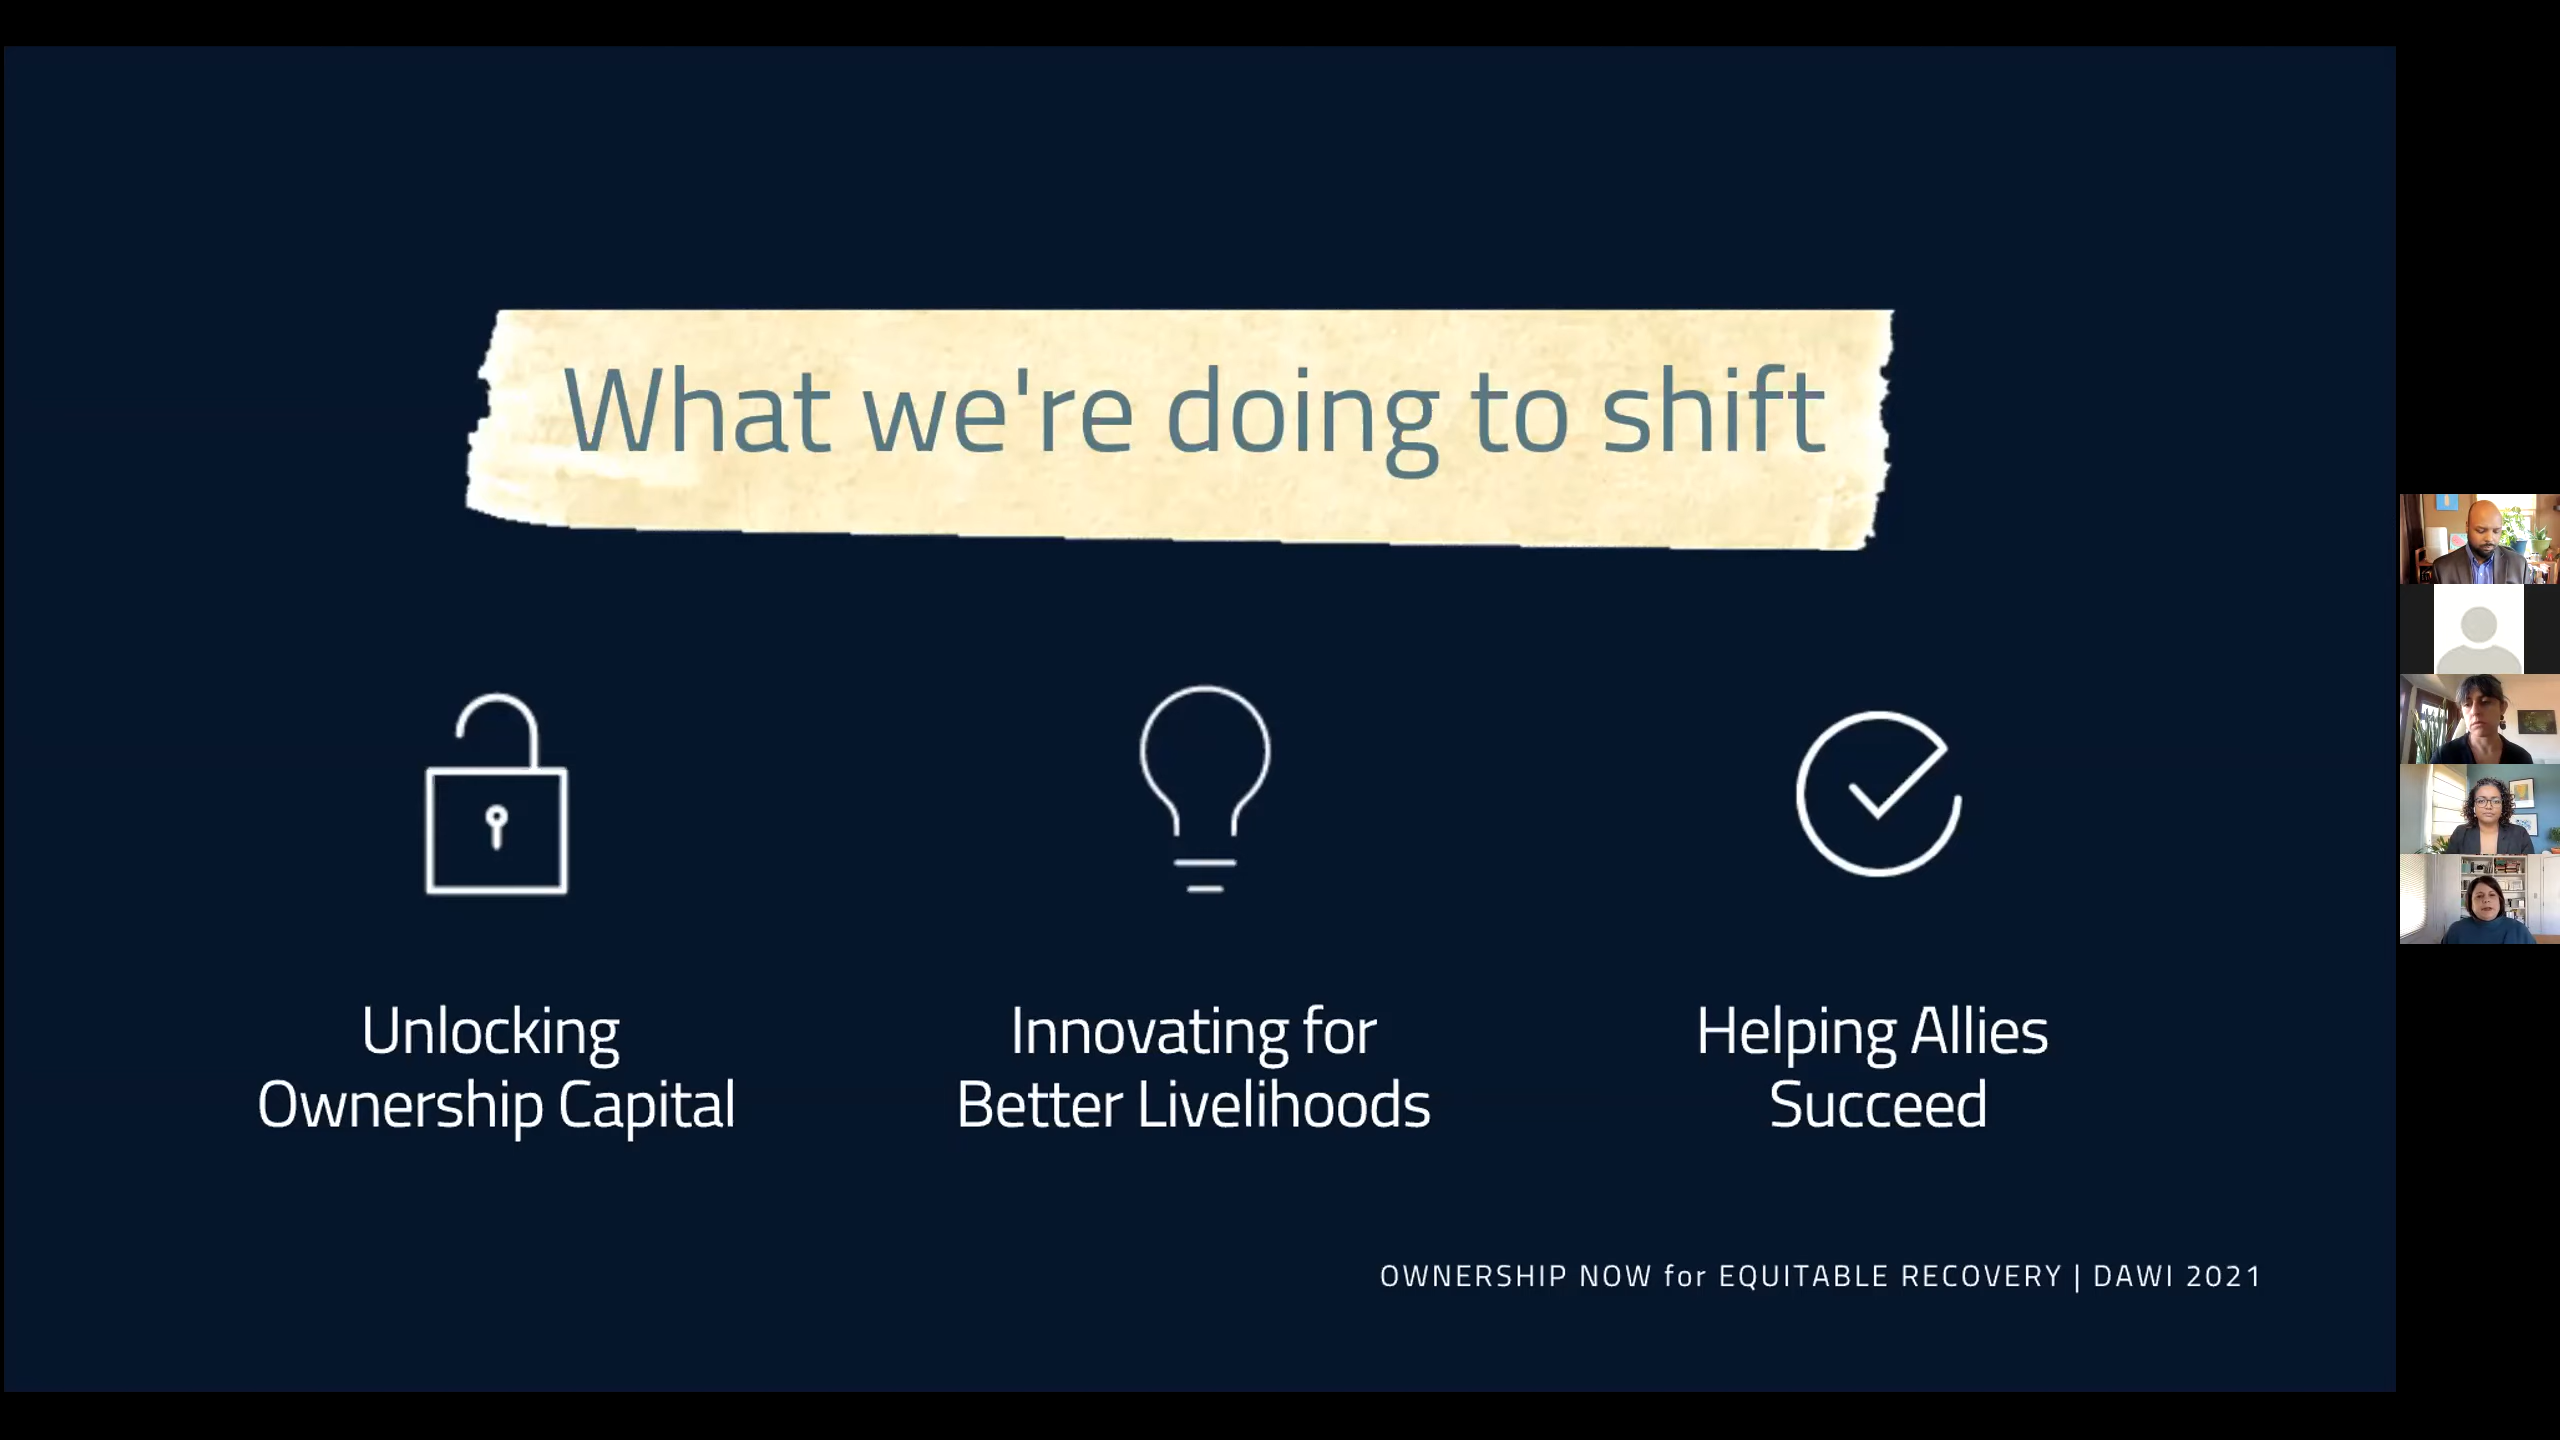 What we're doing to shift
Unlocking
Ownership Capital
Innovating for
Better Livelihoods
Helping Allies
Succeed
OWNERSHIP NOW for EQUITABLE RECOVERY | DAWI 2021